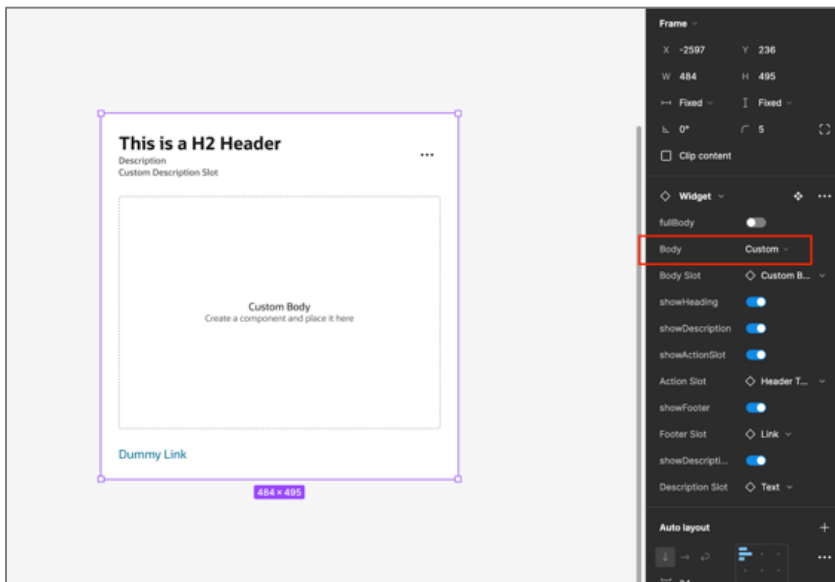 This is a H2 Header
Description
Custom Description Slot
...
Custom Body
Create a component and place it here
Dummy Link
484 × 495
Frame
X -2597 Y 236
W 484 H 495
Fixed Fixed
0° 5
Clip content
Widget
fullBody
Body Custom
Body Slot Custom B...
showHeading
showDescription
showActionSlot
Action Slot Header T...
showFooter
Footer Slot Link
showDescripti...
Description Slot Text
Auto layout